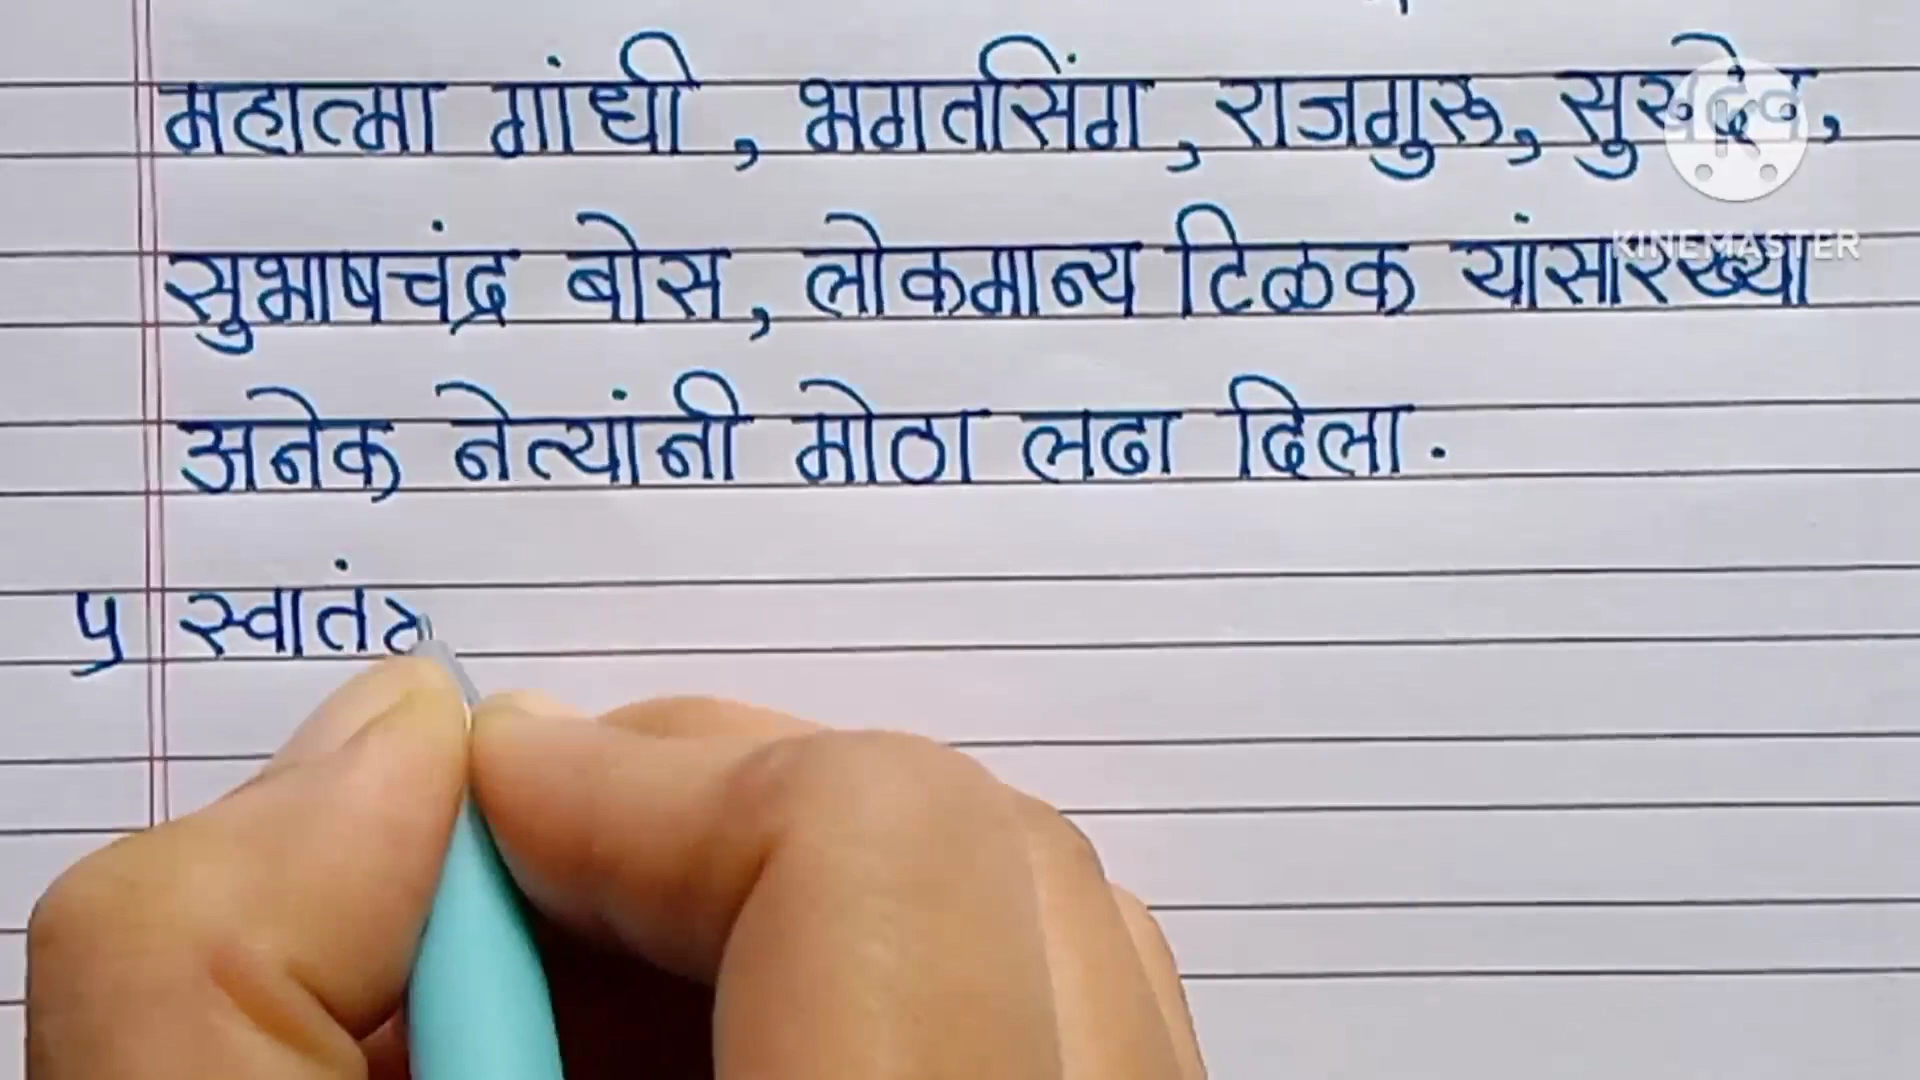 महात्मा गांधी, भगतसिंग, राजगुरू, सुखदेव,
सुभाषचंद्र बोस, लोकमान्य टिळक यांसारख्या
अनेक नेत्यांनी मोठा लढा दिला.
५
KINEMASTER